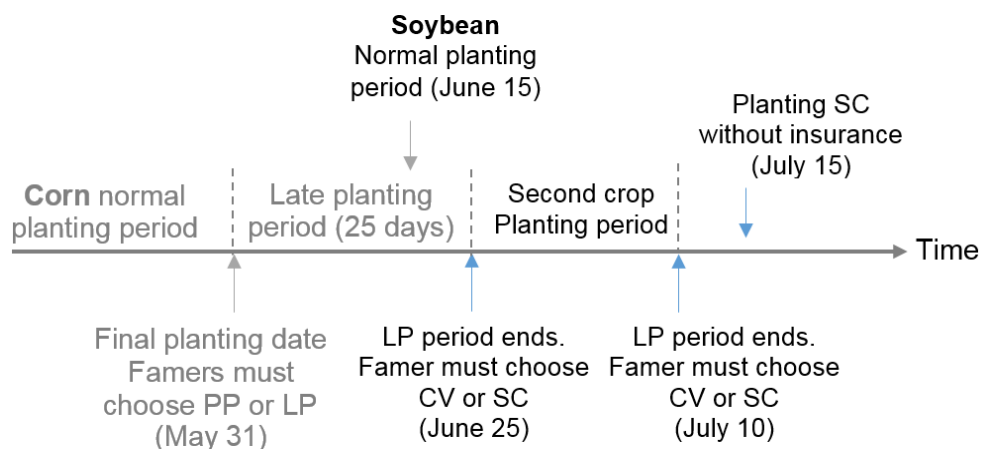 Soybean
Normal planting
period (June 15)
Planting SC
without insurance
(July 15)
Corn normal
planting period
Late planting
period (25 days)
Second crop
Planting period
Time
Final planting date
Famers must
choose PP or LP
(May 31)
LP period ends.
Famer must choose
CV or SC
(June 25)
LP period ends.
Famer must choose
CV or SC
(July 10)